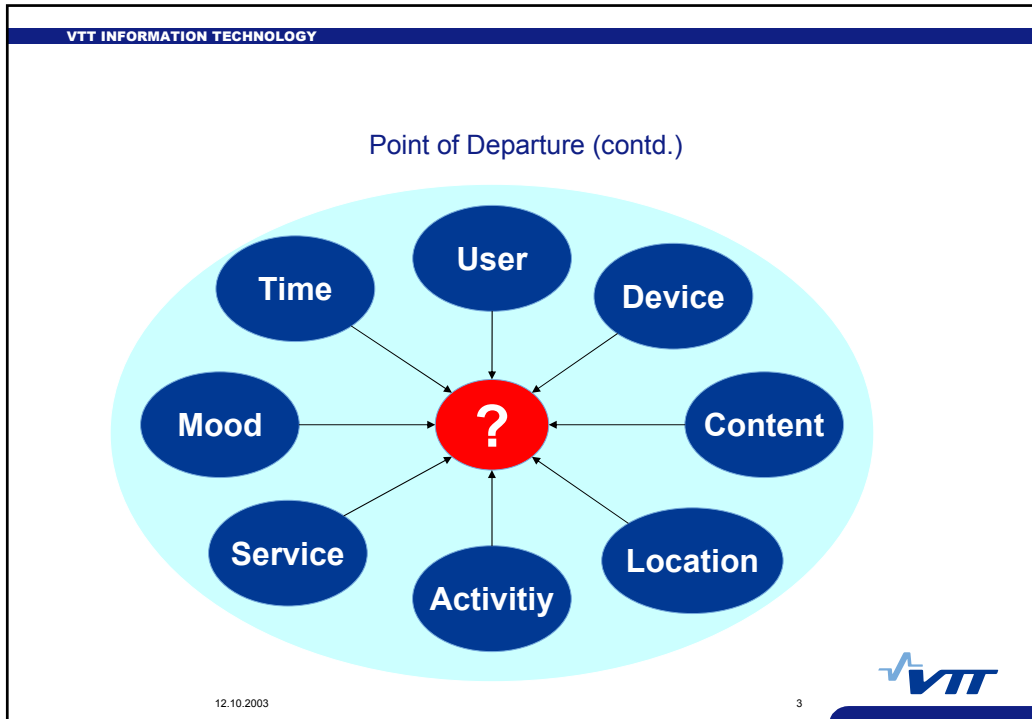 VTT INFORMATION TECHNOLOGY
Point of Departure (contd.)
User
Time
Device
?
Mood
Content
Service
Location
Activitiy
12.10.2003
3
VTT